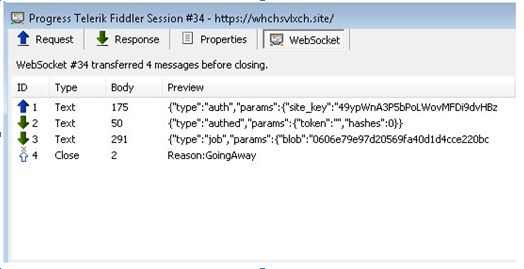 Progress Telerik Fiddler Session #34 - https://whchsvlxch.site/
Request Response Properties WebSocket
WebSocket #34 transferred 4 messages before closing.
ID Type Body Preview
1 Text 175 {"type":"auth","params":{"site_key":"49ypWnA3P5bPoLWovMFDi9dvHBz
2 Text 50 {"type":"authed","params":{"token":"","hashes":0}}
3 Text 291 {"type":"job","params":{"blob":"0606e79e97d20569fa40d1d4cce220bc
4 Close 2 Reason:GoingAway